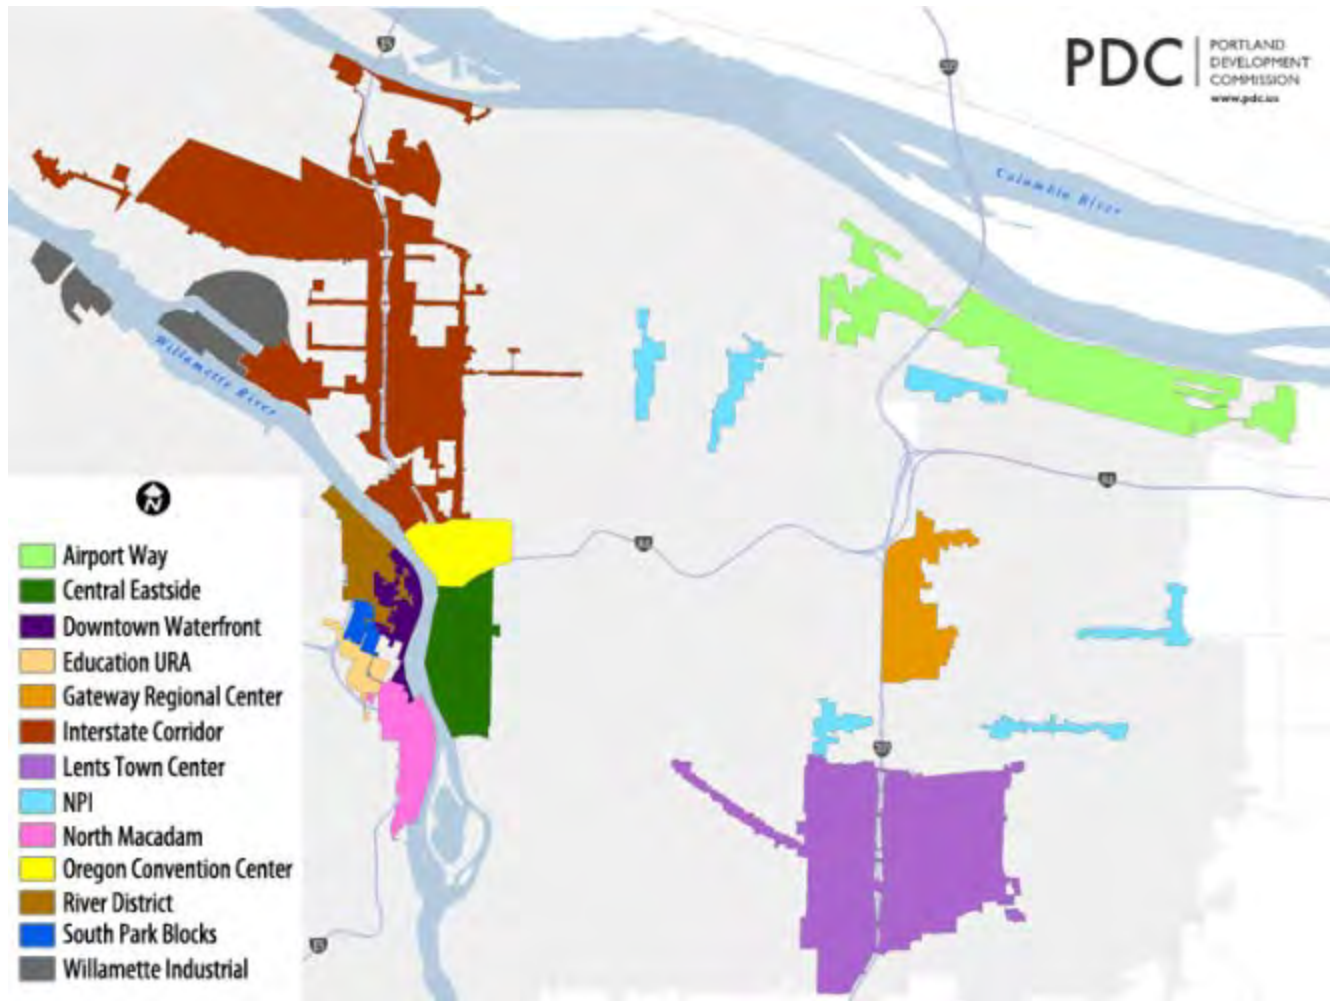 PDC
PORTLAND
DEVELOPMENT
COMMISSION
www.pdc.us
Columbia River
Willamette River
N
Airport Way
Central Eastside
Downtown Waterfront
Education URA
Gateway Regional Center
Interstate Corridor
Lents Town Center
NPI
North Macadam
Oregon Convention Center
River District
South Park Blocks
Willamette Industrial
84
84